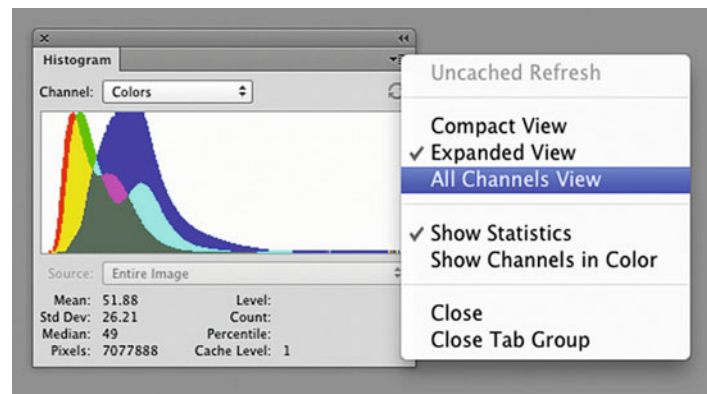 Histogram
Channel: Colors
Source: Entire Image
Mean: 51.88 Level:
Std Dev: 26.21 Count:
Median: 49 Percentile:
Pixels: 7077888 Cache Level: 1
Uncached Refresh
Compact View
✓ Expanded View
All Channels View
✓ Show Statistics
Show Channels in Color
Close
Close Tab Group